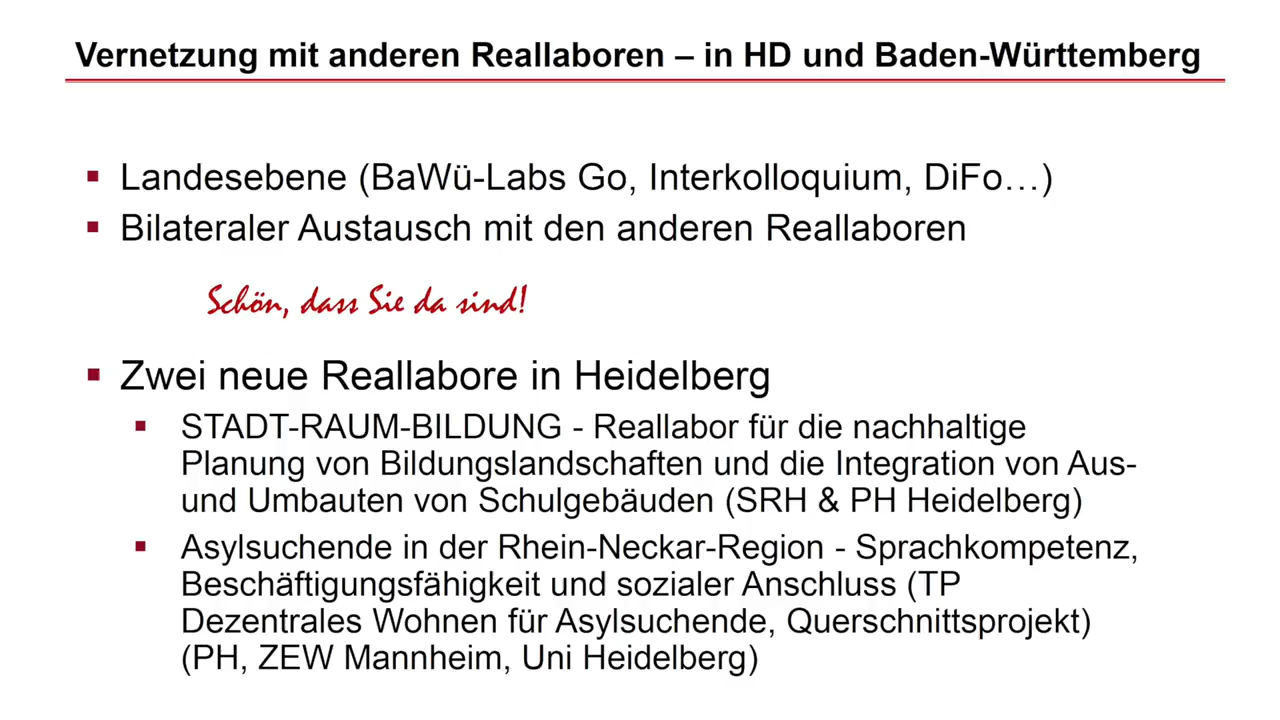 Vernetzung mit anderen Reallaboren – in HD und Baden-Württemberg
▪ Landesebene (BaWü-Labs Go, Interkolloquium, DiFo…)
▪ Bilateraler Austausch mit den anderen Reallaboren
Schön, dass Sie da sind!
▪ Zwei neue Reallabore in Heidelberg
▪ STADT-RAUM-BILDUNG - Reallabor für die nachhaltige
Planung von Bildungslandschaften und die Integration von Aus-
und Umbauten von Schulgebäuden (SRH & PH Heidelberg)
▪ Asylsuchende in der Rhein-Neckar-Region - Sprachkompetenz,
Beschäftigungsfähigkeit und sozialer Anschluss (TP
Dezentrales Wohnen für Asylsuchende, Querschnittsprojekt)
(PH, ZEW Mannheim, Uni Heidelberg)